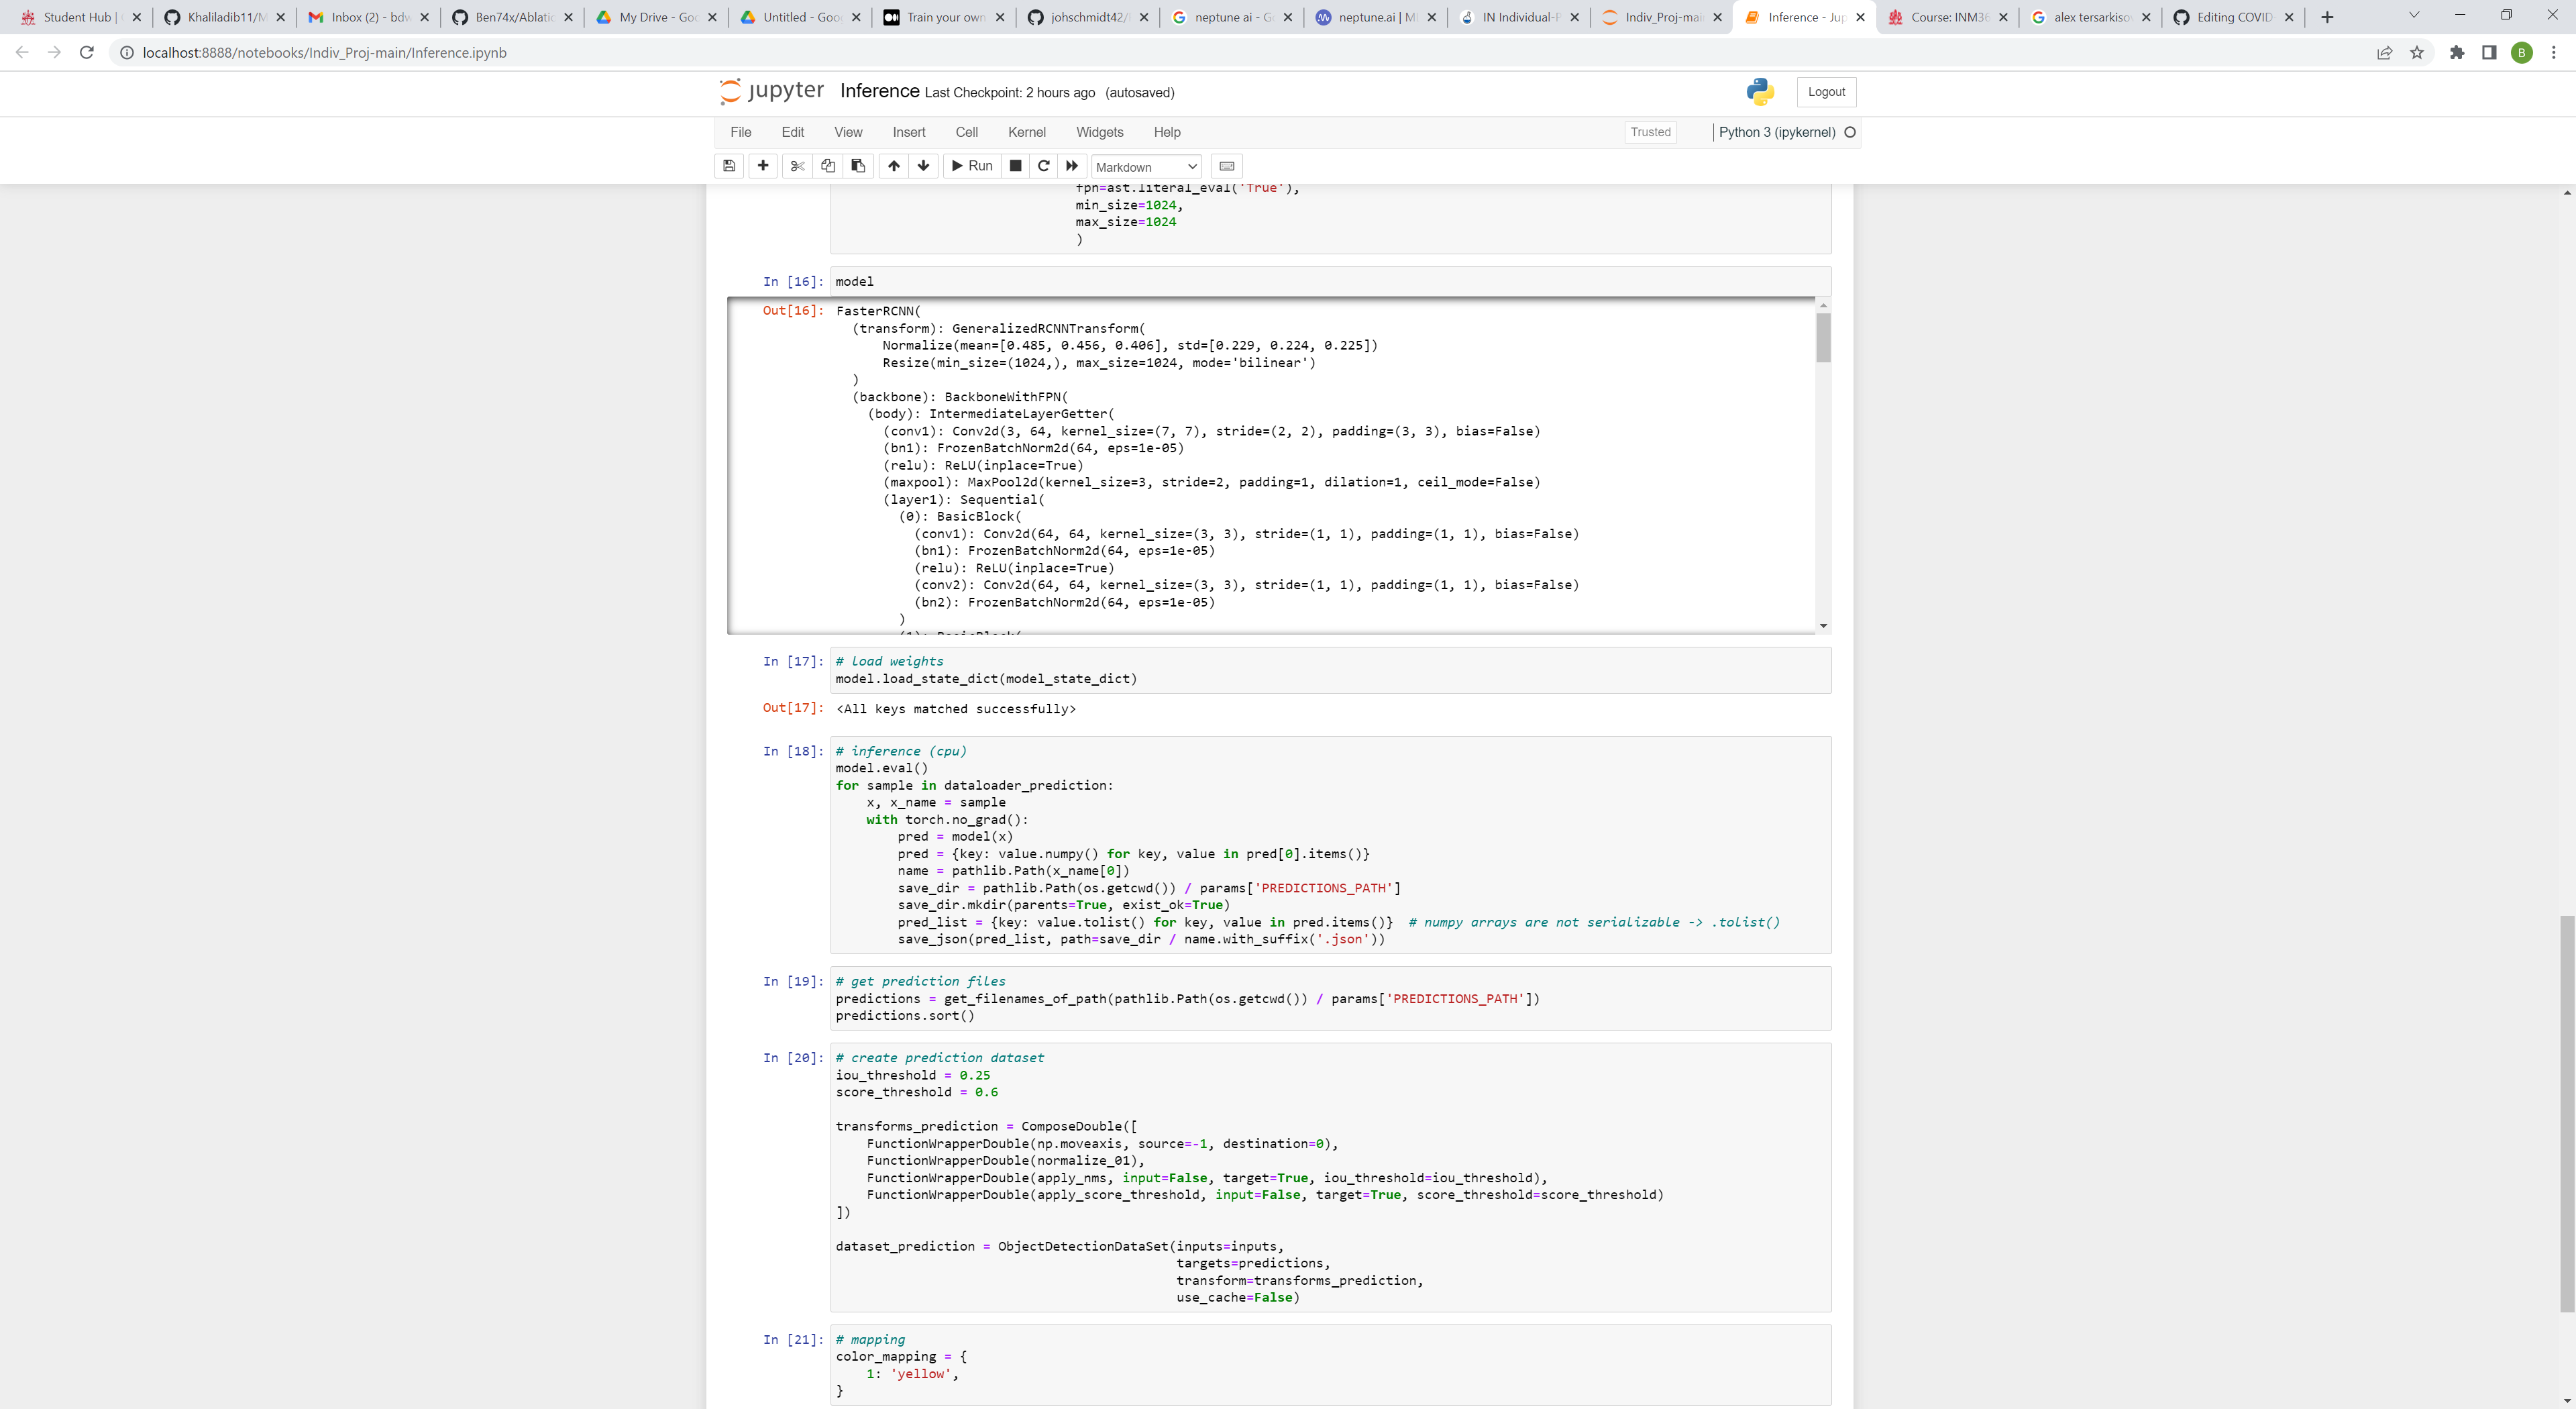 Student Hub |
Khaliladib11/M
Inbox (2) - bdw
Ben74x/Ablatic
My Drive - Goo
Untitled - Goog
Train your own
johschmidt42/
neptune ai - Go
neptune.ai | M
IN Individual-P
Indiv_Proj-mai
Inference - Jup
Course: INM36
alex tersarkiso
Editing COVID
localhost:8888/notebooks/Indiv_Proj-main/Inference.ipynb
B
jupyter Inference Last Checkpoint: 2 hours ago (autosaved)
Logout
File Edit View Insert Cell Kernel Widgets Help
Trusted
Python 3 (ipykernel)
Run
Markdown
fpn=ast.literal_eval('True'),
min_size=1024,
max_size=1024
)
In [16]: model
Out[16]: FasterRCNN(
(transform): GeneralizedRCNNTransform(
Normalize(mean=[0.485, 0.456, 0.406], std=[0.229, 0.224, 0.225])
Resize(min_size=(1024,), max_size=1024, mode='bilinear')
)
(backbone): BackboneWithFPN(
(body): IntermediateLayerGetter(
(conv1): Conv2d(3, 64, kernel_size=(7, 7), stride=(2, 2), padding=(3, 3), bias=False)
(bn1): FrozenBatchNorm2d(64, eps=1e-05)
(relu): ReLU(inplace=True)
(maxpool): MaxPool2d(kernel_size=3, stride=2, padding=1, dilation=1, ceil_mode=False)
(layer1): Sequential(
(0): BasicBlock(
(conv1): Conv2d(64, 64, kernel_size=(3, 3), stride=(1, 1), padding=(1, 1), bias=False)
(bn1): FrozenBatchNorm2d(64, eps=1e-05)
(relu): ReLU(inplace=True)
(conv2): Conv2d(64, 64, kernel_size=(3, 3), stride=(1, 1), padding=(1, 1), bias=False)
(bn2): FrozenBatchNorm2d(64, eps=1e-05)
)
(1): BasicBlock(
In [17]: # load weights
model.load_state_dict(model_state_dict)
Out[17]: <All keys matched successfully>
In [18]: # inference (cpu)
model.eval()
for sample in dataloader_prediction:
x, x_name = sample
with torch.no_grad():
pred = model(x)
pred = {key: value.numpy() for key, value in pred[0].items()}
name = pathlib.Path(x_name[0])
save_dir = pathlib.Path(os.getcwd()) / params['PREDICTIONS_PATH']
save_dir.mkdir(parents=True, exist_ok=True)
pred_list = {key: value.tolist() for key, value in pred.items()} # numpy arrays are not serializable -> .tolist()
save_json(pred_list, path=save_dir / name.with_suffix('.json'))
In [19]: # get prediction files
predictions = get_filenames_of_path(pathlib.Path(os.getcwd()) / params['PREDICTIONS_PATH'])
predictions.sort()
In [20]: # create prediction dataset
iou_threshold = 0.25
score_threshold = 0.6
transforms_prediction = ComposeDouble([
FunctionWrapperDouble(np.moveaxis, source=-1, destination=0),
FunctionWrapperDouble(normalize_01),
FunctionWrapperDouble(apply_nms, input=False, target=True, iou_threshold=iou_threshold),
FunctionWrapperDouble(apply_score_threshold, input=False, target=True, score_threshold=score_threshold)
])
dataset_prediction = ObjectDetectionDataSet(inputs=inputs,
targets=predictions,
transform=transforms_prediction,
use_cache=False)
In [21]: # mapping
color_mapping = {
1: 'yellow',
}